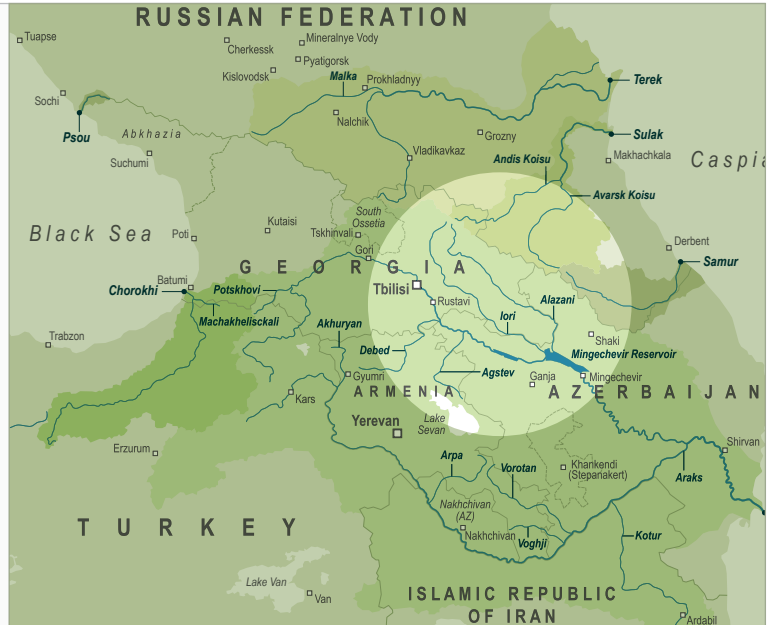 RUSSIAN FEDERATION
Tuapse
Cherkessk
Mineralnye Vody
Pyatigorsk
Kislovodsk
Malka
Prokhladnyy
Terek
Sochi
Psou
Abkhazia
Nalchik
Grozny
Sulak
Suchumi
Vladikavkaz
Andis Koisu
Makhachkala
Caspia
Avarsk Koisu
South
Ossetia
Kutaisi
Black Sea
Poti
Tskhinvali
Gori
Derbent
GEORGIA
Samur
Batumi
Chorokhi
Potskhovi
Tbilisi
Rustavi
Alazani
Machakhelisckali
Akhuryan
Iori
Trabzon
Shaki
Debed
Mingechevir Reservoir
Gyumri
Agstev
Ganja
Mingechevir
ARMENIA
AZERBAIJAN
Kars
Yerevan
Lake
Sevan
Erzurum
Shirvan
Arpa
Vorotan
Khankendi
(Stepanakert)
Araks
Nakhchivan
(AZ)
TURKEY
Nakhchivan
Voghji
Kotur
Lake Van
Van
ISLAMIC REPUBLIC
OF IRAN
Ardabil